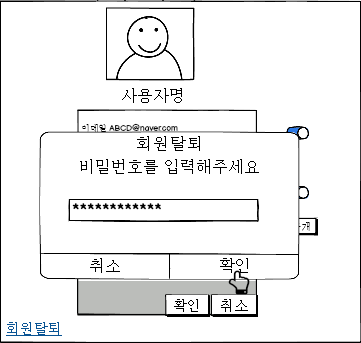 사용자명
이메일 ABCD@naver.com
회원탈퇴
비밀번호를 입력해주세요
************
취소 확인
확인 취소
회원탈퇴